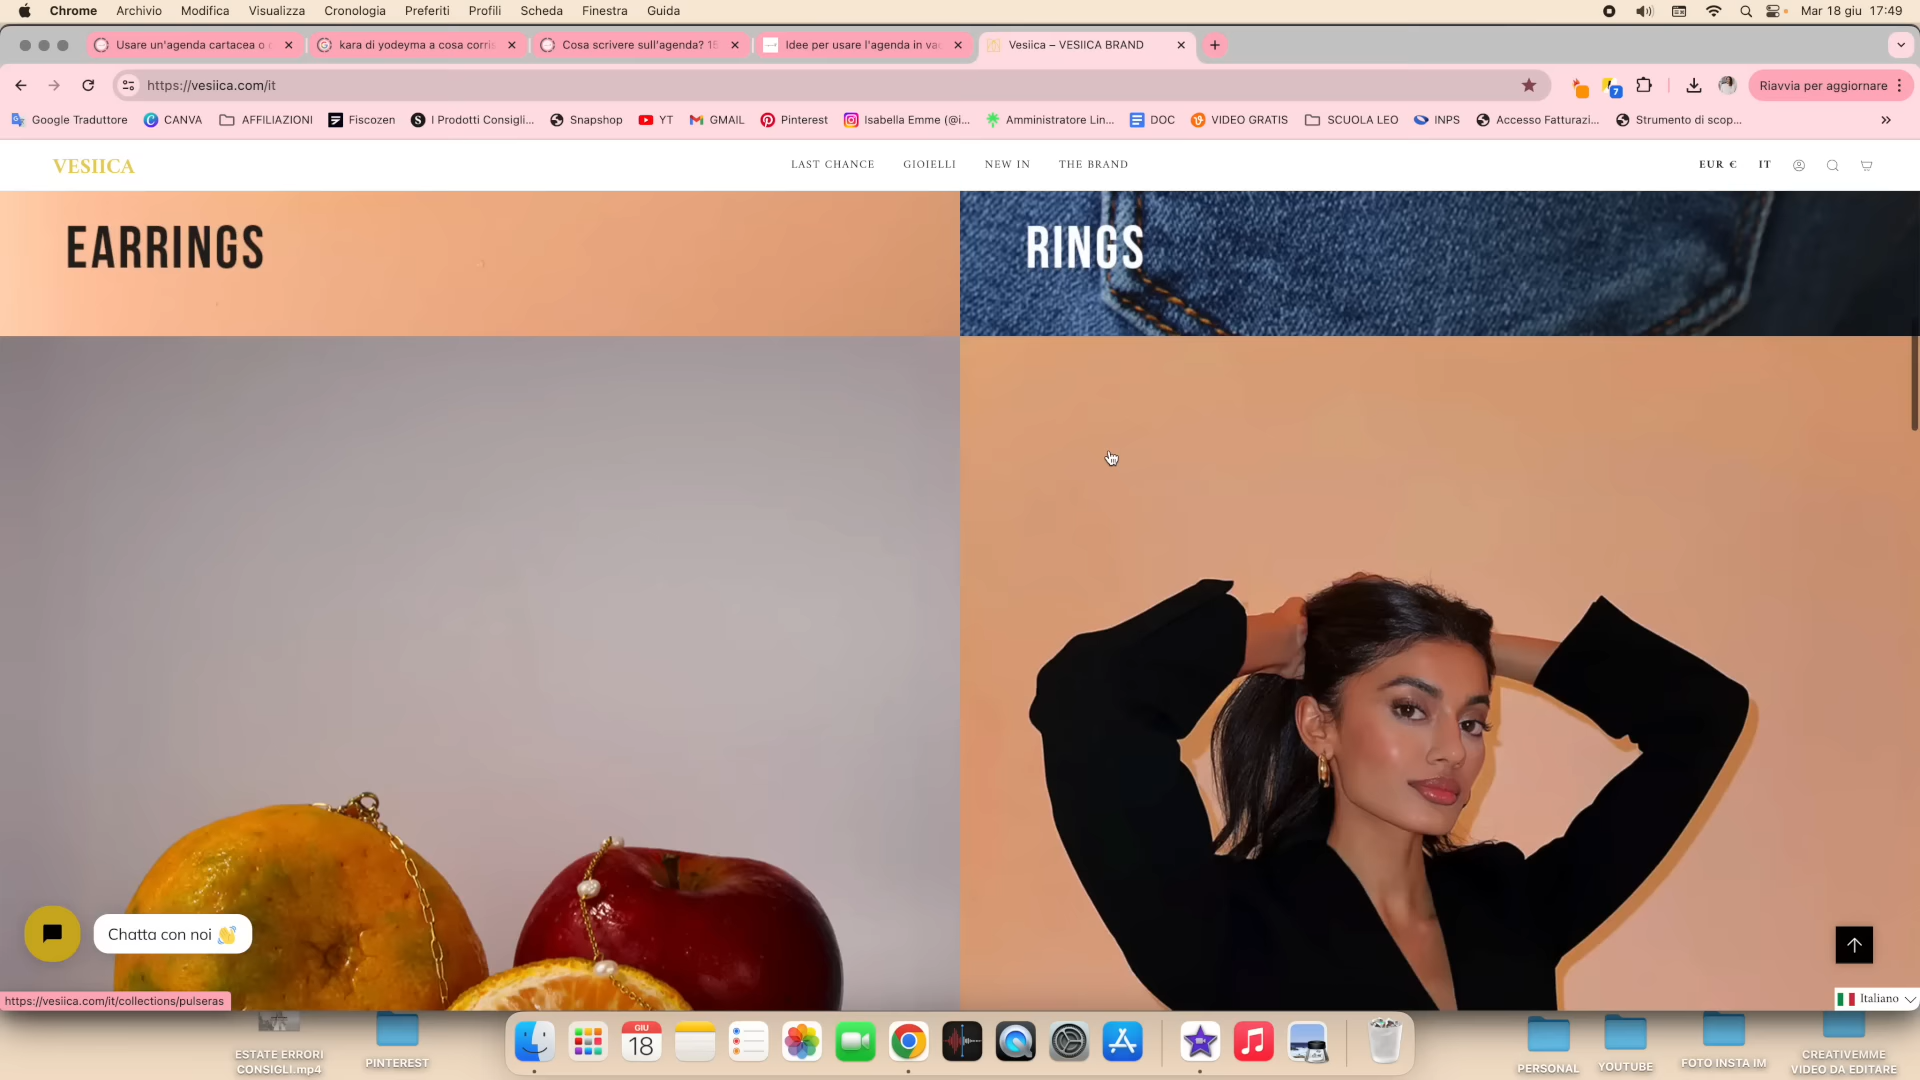 Chrome Archivio Modifica Visualizza Cronologia Preferiti Profili Scheda Finestra Guida Mar 18 giu 17:49
Usare un'agenda cartacea o kara di yodeyma a cosa corris Cosa scrivere sull'agenda? Idee per usare l'agenda in Vesiica – VESIICA BRAND
https://vesiica.com/it 7 Riavvia per aggiornare
Google Traduttore CANVA AFFILIAZIONI Fiscozen I Prodotti Consigli... Snapshop YT GMAIL Pinterest Isabella Emme (@i... Amministratore Lin... DOC VIDEO GRATIS SCUOLA LEO INPS Accesso Fatturazi... Strumento di scop... »
VESIICA LAST CHANCE GIOIELLI NEW IN THE BRAND EUR € IT
EARRINGS RINGS
Chatta con noi
https://vesiica.com/it/collections/pulseras
Italiano
GIU
18
ESTATE ERRORI
CONSIGLI.mp4
PINTEREST
PERSONAL
YOUTUBE
FOTO INSTA IM
CREATIVEMME
VIDEO DA EDITARE